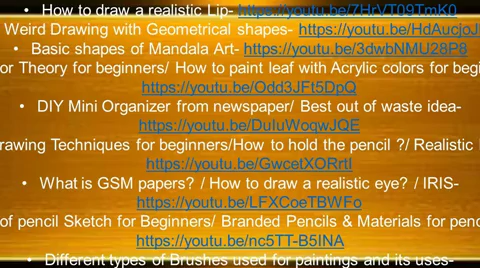 • How to draw a realistic Lip- https://youtu.be/7HrVT09TmK0
Weird Drawing with Geometrical shapes- https://youtu.be/HdAucjoJ
• Basic shapes of Mandala Art- https://youtu.be/3dwbNMU28P8
or Theory for beginners/ How to paint leaf with Acrylic colors for begi
https://youtu.be/Odd3JFt5DpQ
• DIY Mini Organizer from newspaper/ Best out of waste idea-
https://youtu.be/DuIuWoqwJQE
rawing Techniques for beginners/How to hold the pencil ?/ Realistic
https://youtu.be/GwcetXORrtI
• What is GSM papers? / How to draw a realistic eye? / IRIS-
https://youtu.be/LFXCoeTBWFo
of pencil Sketch for Beginners/ Branded Pencils & Materials for penc
https://youtu.be/nc5TT-B5INA
• Different types of Brushes used for paintings and its uses-